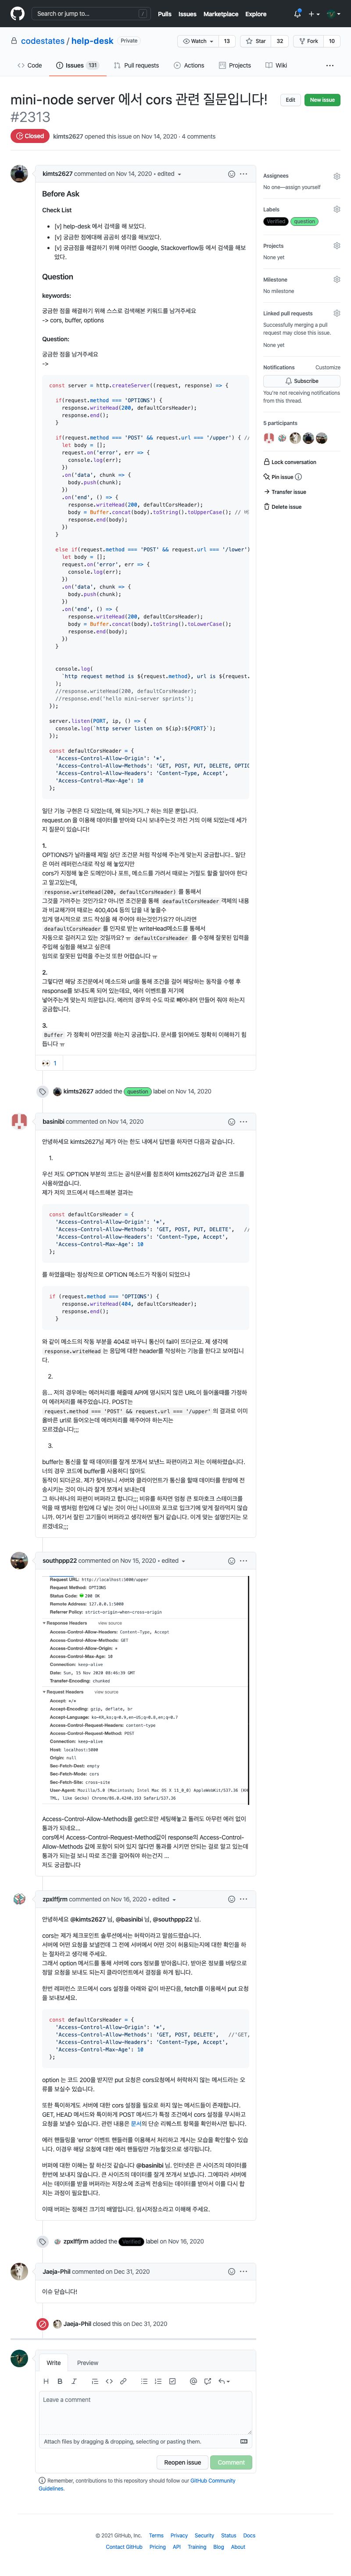 Search or jump to...
/
Pulls Issues Marketplace Explore
codestates / help-desk Private
Watch 13
Star 32
Fork 10
Code
Issues 131
Pull requests
Actions
Projects
Wiki
mini-node server 에서 cors 관련 질문입니다!
#2313
Edit
New issue
Closed
kimts2627 opened this issue on Nov 14, 2020 · 4 comments
kimts2627 commented on Nov 14, 2020 • edited
Before Ask
Check List
• [v] help-desk 에서 검색을 해 보았다.
• [v] 궁금한 점에대해 곰곰히 생각을 해보았다.
• [v] 궁금점을 해결하기 위해 여러번 Google, Stackoverflow등 에서 검색을 해보
았다.
Question
keywords:
궁금한 점을 해결하기 위해 스스로 검색해본 키워드를 남겨주세요
-> cors, buffer, options
Question:
궁금한 점을 남겨주세요
->
const server = http.createServer((request, response) => {
if(request.method === 'OPTIONS') {
response.writeHead(200, defaultCorsHeader);
response.end();
}
if(request.method === 'POST' && request.url === '/upper') { //
let body = [];
request.on('error', err => {
console.log(err);
})
.on('data', chunk => {
body.push(chunk);
})
.on('end', () => {
response.writeHead(200, defaultCorsHeader);
body = Buffer.concat(body).toString().toUpperCase(); //
response.end(body);
})
}
else if(request.method === 'POST' && request.url === '/lower')
let body = [];
request.on('error', err => {
console.log(err)
})
.on('data', chunk => {
body.push(chunk);
})
.on('end', () => {
response.writeHead(200, defaultCorsHeader);
body = Buffer.concat(body).toString().toLowerCase();
response.end(body);
})
}
console.log(
`http request method is ${request.method}, url is ${request.
);
//response.writeHead(200, defaultCorsHeader);
//response.end('hello mini-server sprints');
});
server.listen(PORT, ip, () => {
console.log(`http server listen on ${ip}:${PORT}`);
});
const defaultCorsHeader = {
'Access-Control-Allow-Origin': '*',
'Access-Control-Allow-Methods': 'GET, POST, PUT, DELETE, OPTIO
'Access-Control-Allow-Headers': 'Content-Type, Accept',
'Access-Control-Max-Age': 10
};
일단 기능 구현은 다 되었는데, 왜 되는거지..? 하는 의문 뿐입니다.
request.on 을 이용해 데이터를 받아와 다시 보내주는것 까진 거의 이해 되었는데 세가
지 질문이 있습니다!
1.
OPTIONS가 날라올때 제일 상단 조건문 처럼 작성해 주는게 맞는지 궁금합니다.. 일단
은 여러 레퍼런스대로 작성 해 놓았지만
cors가 지정해 놓은 도메인이나 포트, 메소드를 가려서 때로는 거절도 할줄 알아야 한다
고 알고있는데,
response.writeHead(200, defaultCorsHeader) 를 통해서
그것을 가려주는 것인가요? 아니면 조건문을 통해 deafaultCorsHeader객체의 내용
과 비교해가며 때로는 400,404 등의 답을 내 놓을수
있게 명시적으로 코드 작성을 해 주어야 하는것인가요? 아니라면
deafaultCorsHeader를 인자로 받는 writeHead메소드를 통해서
자동으로 걸러지고 있는 것일까요? ㅠ defaultCorsHeader 를 수정해 잘못된 입력을
주입해 실험을 해보고 싶은데
임의로 잘못된 입력을 주는것 또한 어렵습니다 ㅠ
2.
그렇다면 해당 조건문에서 메소드와 url을 통해 조건을 걸어 해당하는 동작을 수행 후
response를 보내도록 되어 있는데요, 에러 이벤트를 저기에
넣어주는게 맞는지 의문입니다. 에러의 경우의 수도 따로 빼어내어 만들어 줘야 하는지
궁금합니다.
3.
Buffer 가 정확히 어떤것을 하는지 궁금합니다. 문서를 읽어봐도 정확히 이해하기 힘
듭니다 ㅠ
👀 1
kimts2627 added the question label on Nov 14, 2020
basinibi commented on Nov 14, 2020
안녕하세요 kimts2627님 제가 아는 한도 내에서 답변을 하자면 다음과 같습니다.
1.
우선 저도 OPTION 부분의 코드는 공식문서를 참조하여 kimts2627님과 같은 코드를
사용하였습니다.
제가 저의 코드에서 테스트해본 결과는
const defaultCorsHeader = {
'Access-Control-Allow-Origin': '*',
'Access-Control-Allow-Methods': 'GET, POST, PUT, DELETE', //
'Access-Control-Allow-Headers': 'Content-Type, Accept',
'Access-Control-Max-Age': 10
};
를 하였을때는 정상적으로 OPTION 메소드가 작동이 되었으나
if (request.method === 'OPTIONS') {
response.writeHead(404, defaultCorsHeader);
response.end();
}
와 같이 메소드의 작동 부분을 404로 바꾸니 통신이 fail이 뜨더군요. 제 생각에
response.writeHead 는 응답에 대한 header를 작성하는 기능을 한다고 보여집니
다.
2.
음... 저의 경우에는 에러처리를 해줄때 API에 명시되지 않은 URL이 들어올때를 가정하
여 에러처리를 해주었습니다. POST는
request.method === 'POST' && request.url === '/upper' 의 결과로 이미
올바른 url로 들어오는데 에러처리를 해주어야 하는지는
모르겠습니다;;;
3.
buffer는 통신을 할 때 데이터를 잘게 쪼개서 보낸느 파편이라고 저는 이해하였습니다.
너의 경우 코드에 buffer를 사용하디 않아도
동작이 되더군요. 제가 찾아보니 서버와 클라이언트가 통신을 할때 데이터를 한방에 전
송시키는 것이 아니라 잘게 쪼개서 보내는데
그 하나하나의 파편이 버퍼라고 합니다;;; 비유를 하자면 엄청 큰 토마호크 스테이크를
먹을 때 뱀처럼 한입에 다 넣는 것이 아닌 나이프와 포크로 입크기에 맞게 잘라먹지 않습
니까. 여기서 잘린 고기들이 버퍼라고 생각하면 될거 같습니다. 이게 맞는 설명인지는 모
르겠네요;;;
southppp22 commented on Nov 15, 2020 • edited
Request URL: http://localhost:5000/upper
Request Method: OPTIONS
Status Code: 200 OK
Remote Address: 127.0.0.1:5000
Referrer Policy: strict-origin-when-cross-origin
Response Headers view source
Access-Control-Allow-Headers: Content-Type, Accept
Access-Control-Allow-Methods: GET
Access-Control-Allow-Origin: *
Access-Control-Max-Age: 10
Connection: keep-alive
Date: Sun, 15 Nov 2020 08:46:39 GMT
Transfer-Encoding: chunked
Request Headers view source
Accept: */*
Accept-Encoding: gzip, deflate, br
Accept-Language: ko-KR,ko;q=0.9,en-US;q=0.8,en;q=0.7
Access-Control-Request-Headers: content-type
Access-Control-Request-Method: POST
Connection: keep-alive
Host: localhost:5000
Origin: null
Sec-Fetch-Dest: empty
Sec-Fetch-Mode: cors
Sec-Fetch-Site: cross-site
User-Agent: Mozilla/5.0 (Macintosh; Intel Mac OS X 11_0_0) AppleWebKit/537.36 (KH
TML, like Gecko) Chrome/86.0.4240.193 Safari/537.36
Access-Control-Allow-Methods을 get으로만 세팅해놓고 돌려도 아무런 에러 없이
통과가 되네요...
cors에서 Access-Control-Request-Method값이 response의 Access-Control-
Allow-Methods 값에 포함이 되어 있지 않다면 통과를 시키면 안되는 걸로 알고 있는데
통과가 되는걸 보니 따로 조건을 걸어줘야 하는건지 ...
저도 궁금합니다
zpxlffjrm commented on Nov 16, 2020 • edited
안녕하세요 @kimts2627 님, @basinibi 님, @southppp22 님.
cors는 제가 체크포인트 솔루션에서는 허락이라고 말씀드렸습니다.
서버에 어떤 요청을 보낼건데 그 전에 서버에서 어떤 것이 허용되는지에 대한 확인을 하
는 절차라고 생각해 주세요.
그래서 option 메서드를 통해 서버에 cors 정보를 받아옵니다. 받아온 정보를 바탕으로
정말 요청을 보내도 되는지 클라이언트에서 결정을 하게 됩니다.
한번 레퍼런스 코드에서 cors 설정을 아래와 같이 바꾼다음, fetch를 이용해서 put 요청
을 보내보세요.
const defaultCorsHeader = {
'Access-Control-Allow-Origin': '*',
'Access-Control-Allow-Methods': 'GET, POST, DELETE', //'GET,
'Access-Control-Allow-Headers': 'Content-Type, Accept',
'Access-Control-Max-Age': 10
};
option 는 코드 200을 받지만 put 요청은 cors요청에서 허락하지 않는 메서드라는 오
류를 보실수 있습니다.
또한 특이하게도 서버에 대한 cors 설정을 필요로 하지 않는 메서드들이 존재합니다.
GET, HEAD 메서드와 특이하게 POST 메서드가 특정 조건에서 cors 설정을 무시하고
요청을 보낼수 있습니다. 관련 내용은 문서의 단순 리퀘스트 항목을 확인하시면 됩니다.
에러 핸들링을 'error' 이벤트 핸들러를 이용해서 처리하고 계시는 모습을 확인할수 있습
니다. 이경우 해당 요청에 대한 에러 핸들링만 가능할것으로 생각됩니다.
버퍼에 대한 이해는 잘 하신것 같습니다 @basinibi 님. 인터넷은 큰 사이즈의 데이터를
한번에 보내지 않습니다. 큰 사이즈의 데이터를 잘게 쪼개서 보냅니다. 그에따라 서버에
서는 데이터를 받을 버퍼라는 저장소에 조금씩 전송되는 데이터를 받아서 이를 다시 합
치는 과정이 필요합니다.
이때 버퍼는 정해진 크기의 배열입니다. 임시저장소라고 이해해 주세요.
zpxlffjrm added the Verified label on Nov 16, 2020
Jaeja-Phil commented on Dec 31, 2020
이슈 닫습니다!
Jaeja-Phil closed this on Dec 31, 2020
Write Preview
Leave a comment
Attach files by dragging & dropping, selecting or pasting them.
Reopen issue Comment
Remember, contributions to this repository should follow our GitHub Community
Guidelines.
Assignees
No one—assign yourself
Labels
Verified question
Projects
None yet
Milestone
No milestone
Linked pull requests
Successfully merging a pull
request may close this issue.
None yet
Notifications Customize
Subscribe
You're not receiving notifications
from this thread.
5 participants
Lock conversation
Pin issue
Transfer issue
Delete issue
© 2021 GitHub, Inc. Terms Privacy Security Status Docs
Contact GitHub Pricing API Training Blog About